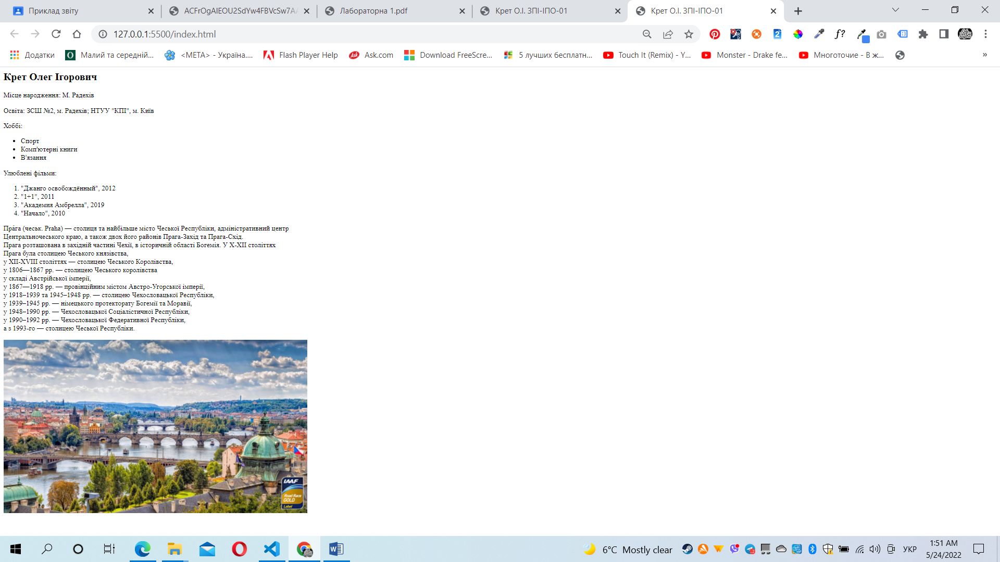 Приклад звіту
ACFrOgAlEOU2SdYw4FBVcSw7A
Лабораторна 1.pdf
Крет О.І. ЗПІ-ІПО-01
Крет О.І. ЗПІ-ІПО-01
127.0.0.1:5500/index.html
f?
Додатки
Малий та середній...
<META> - Україна....
Flash Player Help
Ask.com
Download FreeScre...
5 лучших бесплатн...
Touch It (Remix) - Y...
Monster - Drake fe...
Многоточие - В ж...
»
Крет Олег Ігорович
Місце народження: М. Радехів
Освіта: ЗСШ №2, м. Радехів; НТУУ "КПІ", м. Київ
Хоббі:
• Спорт
• Комп'ютерні книги
• В'язання
Улюблені фільми:
1. "Джанго освобождённый", 2012
2. "1+1", 2011
3. "Академия Амбрелла", 2019
4. "Начало", 2010
Пра́га (чеськ. Praha) — столиця та найбільше місто Чеської Республіки, адміністративний центр
Центральночеського краю, а також двох його районів Прага-Захід та Прага-Схід.
Прага розташована в західній частині Чехії, в історичній області Богемія. У X-XII століттях
Прага була столицею Чеського князівства,
у XII-XVIII століттях — столицею Чеського Королівства,
у 1806—1867 рр. — столицею Чеського королівства
у складі Австрійської імперії,
у 1867—1918 рр. — провінційним містом Австро-Угорської імперії,
у 1918–1939 та 1945–1948 рр. — столицею Чехословацької Республіки,
у 1939–1945 рр. — німецького протекторату Богемії та Моравії,
у 1948–1990 рр. — Чехословацької Соціалістичної Республіки,
у 1990–1992 рр. — Чехословацької Федеративної Республіки,
а з 1993-го — столицею Чеської Республіки.
IAAF
Road Race
GOLD
Label
6°C Mostly clear
УКР
1:51 AM
5/24/2022